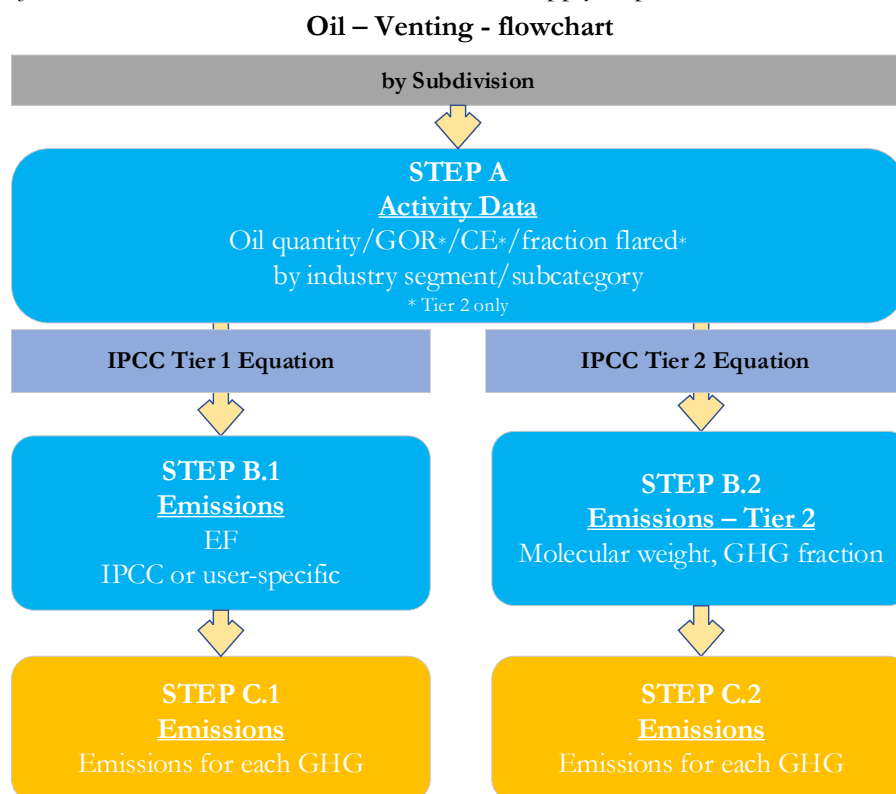 Oil – Venting - flowchart
by Subdivision
STEP A
Activity Data
Oil quantity/GOR*/CE*/fraction flared*
by industry segment/subcategory
* Tier 2 only
IPCC Tier 1 Equation
IPCC Tier 2 Equation
STEP B.1
Emissions
EF
IPCC or user-specific
STEP B.2
Emissions – Tier 2
Molecular weight, GHG fraction
STEP C.1
Emissions
Emissions for each GHG
STEP C.2
Emissions
Emissions for each GHG